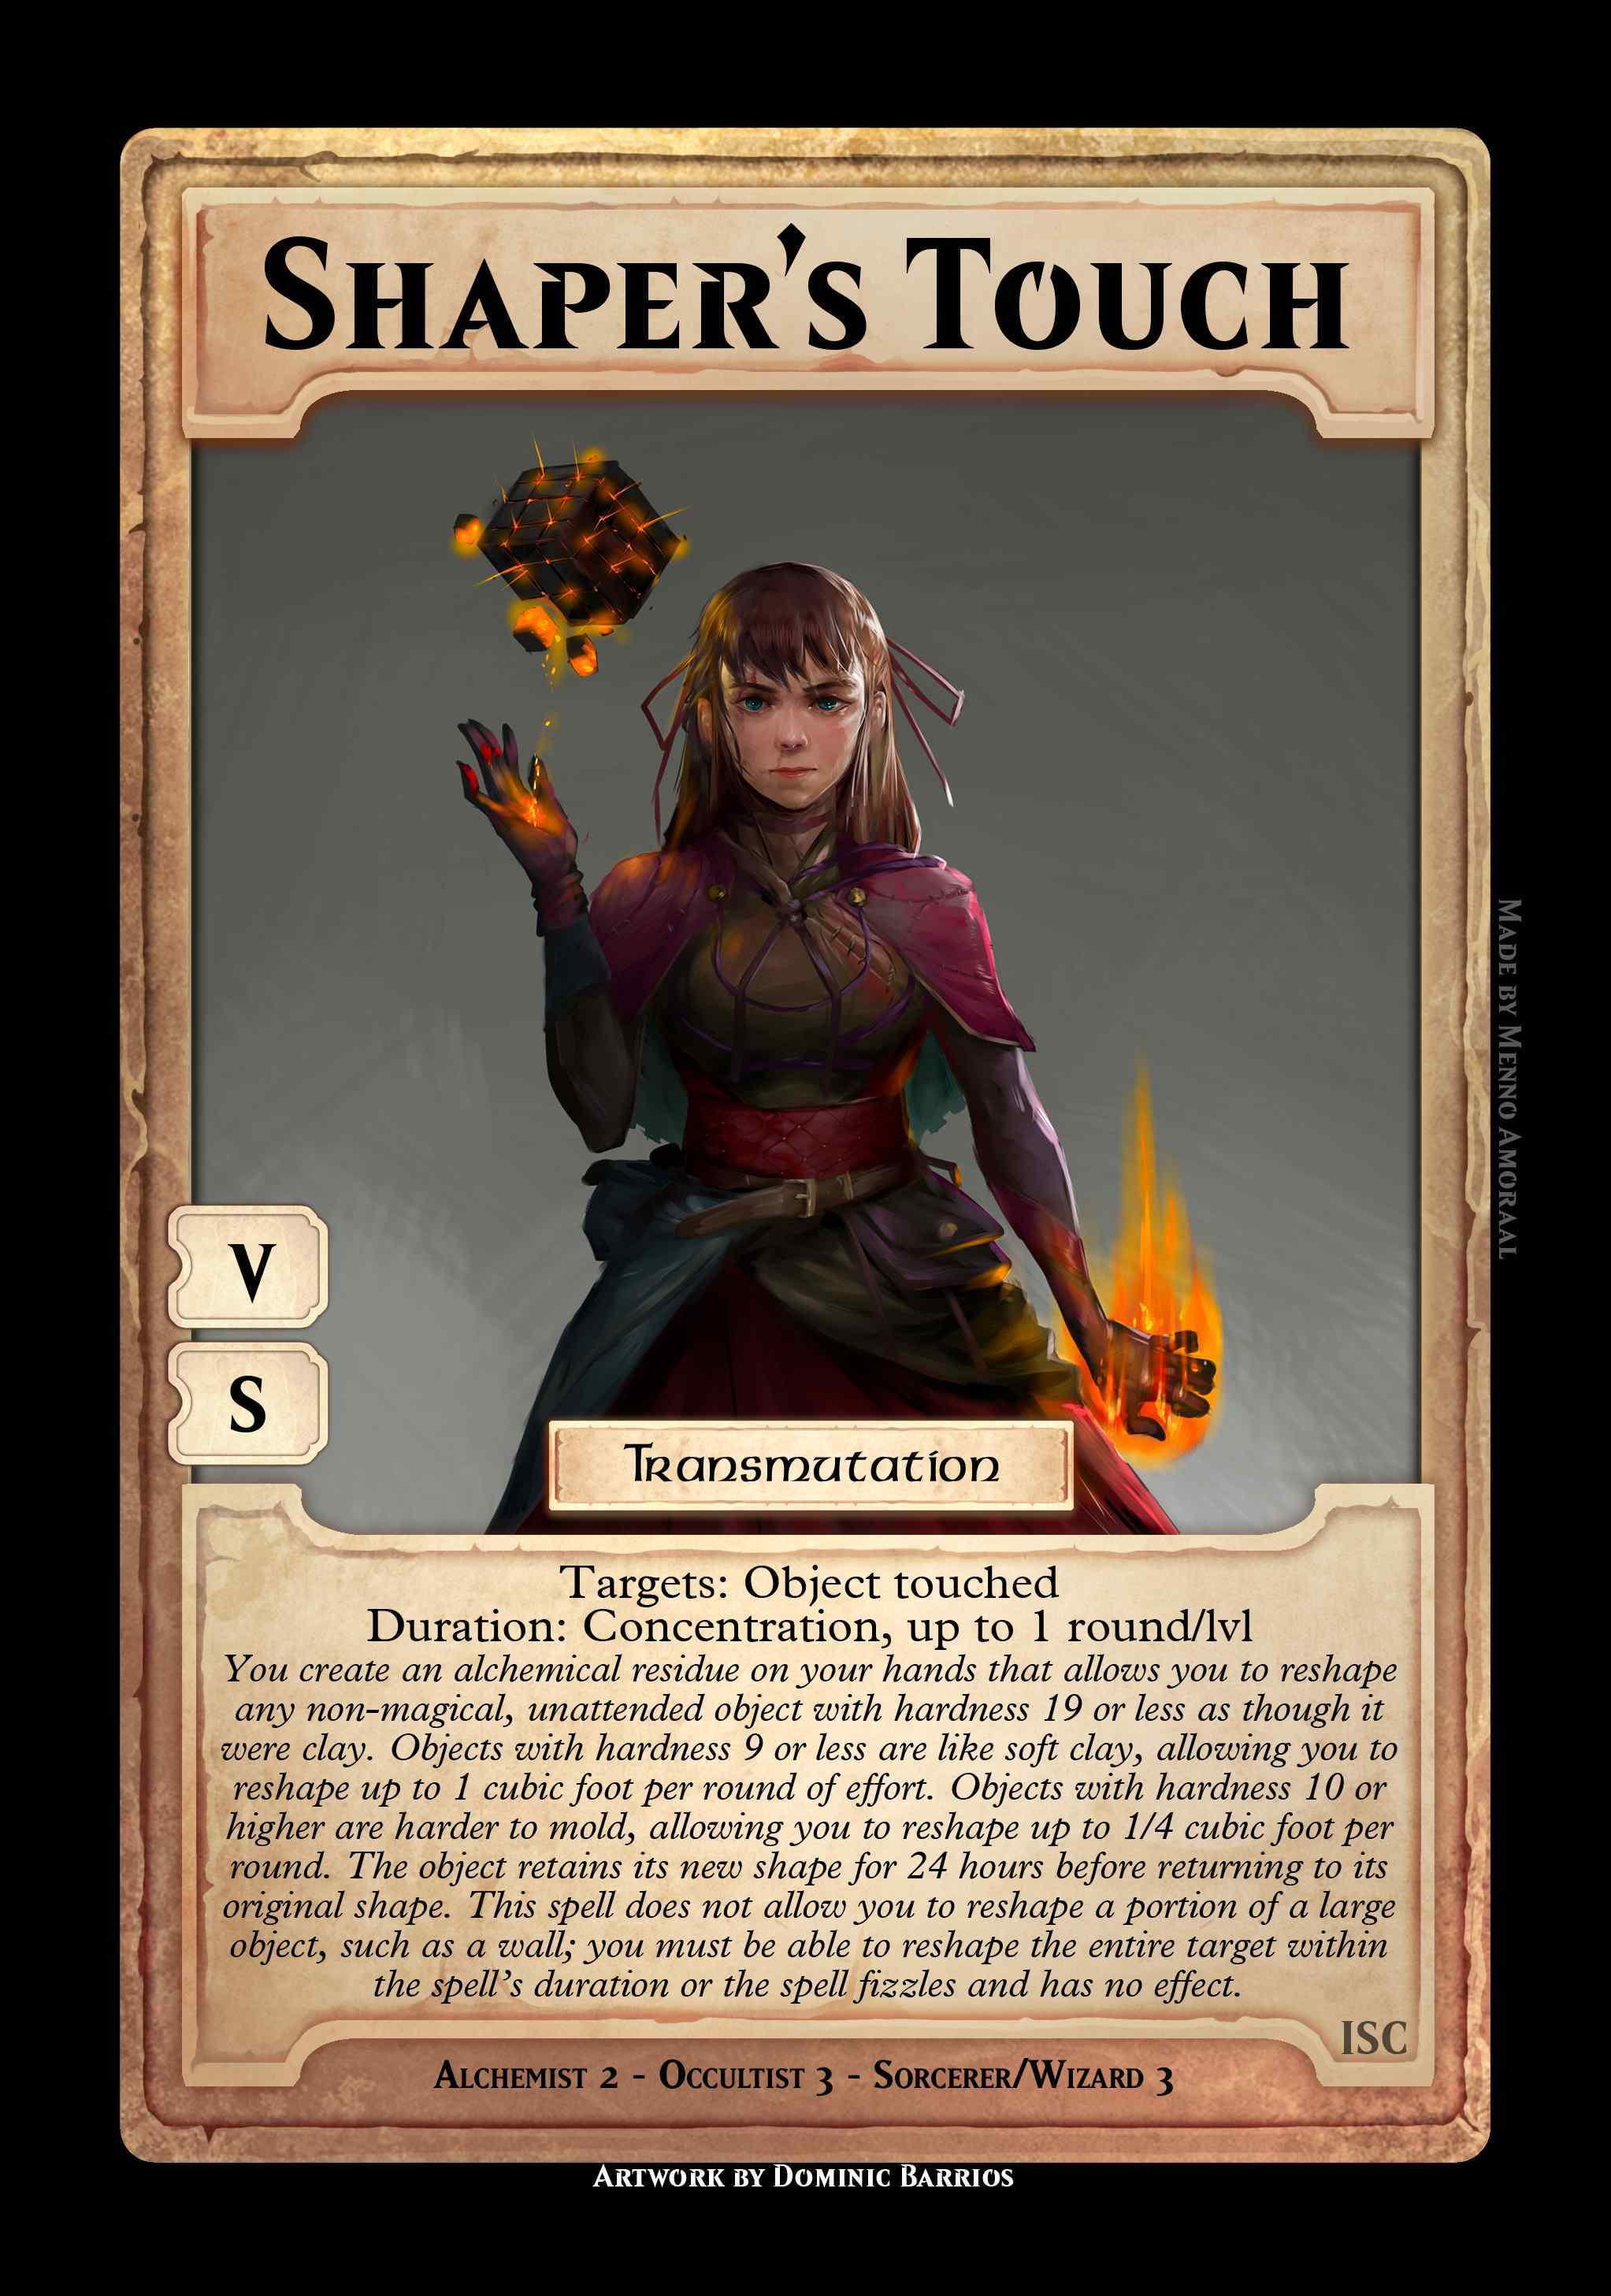 Shaper's Touch
Made by Menno Amoraal
V
S
Transmutation
Targets: Object touched
Duration: Concentration, up to 1 round/lvl
You create an alchemical residue on your hands that allows you to reshape
any non-magical, unattended object with hardness 19 or less as though it
were clay. Objects with hardness 9 or less are like soft clay, allowing you to
reshape up to 1 cubic foot per round of effort. Objects with hardness 10 or
higher are harder to mold, allowing you to reshape up to 1/4 cubic foot per
round. The object retains its new shape for 24 hours before returning to its
original shape. This spell does not allow you to reshape a portion of a large
object, such as a wall; you must be able to reshape the entire target within
the spell's duration or the spell fizzles and has no effect.
ISC
Alchemist 2 - Occultist 3 - Sorcerer/Wizard 3
Artwork by Dominic Barrios